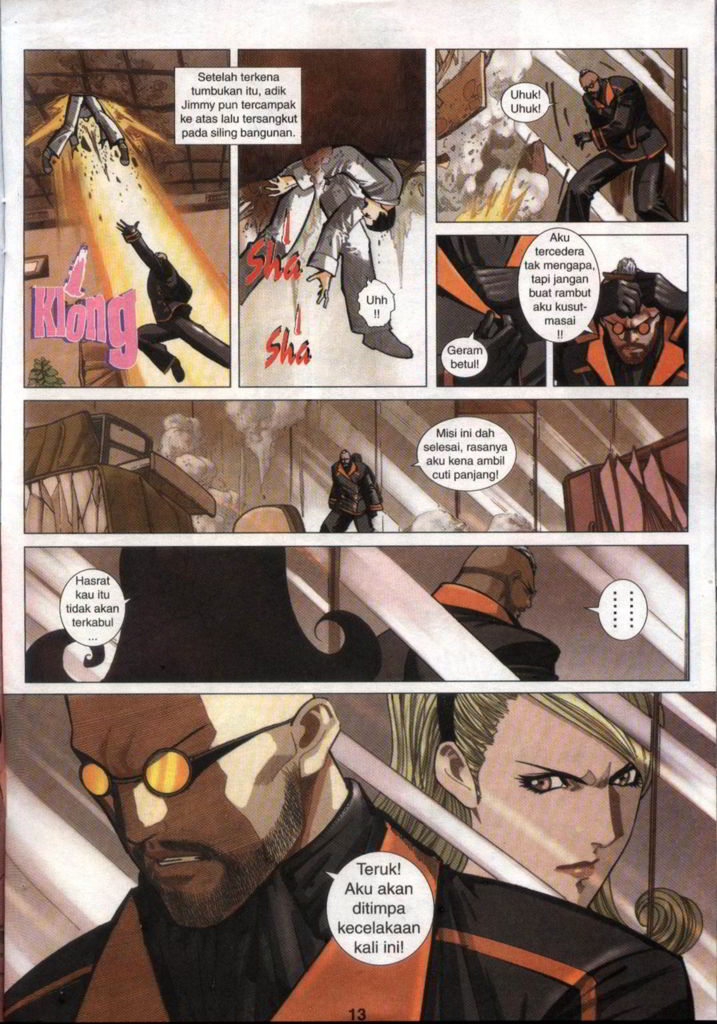 Setelah terkena
tumbukan itu, adik
Jimmy pun tercampak
ke atas lalu tersangkut
pada siling bangunan.
Klong
Sha
Sha
Uhh
!!
Uhuk!
Uhuk!
Geram
betul!
Aku
tercedera
tak mengapa,
tapi jangan
buat rambut
aku kusut-
masai
!!
Misi ini dah
selesai, rasanya
aku kena ambil
cuti panjang!
Hasrat
kau itu
tidak akan
terkabul
...
Teruk!
Aku akan
ditimpa
kecelakaan
kali ini!
13